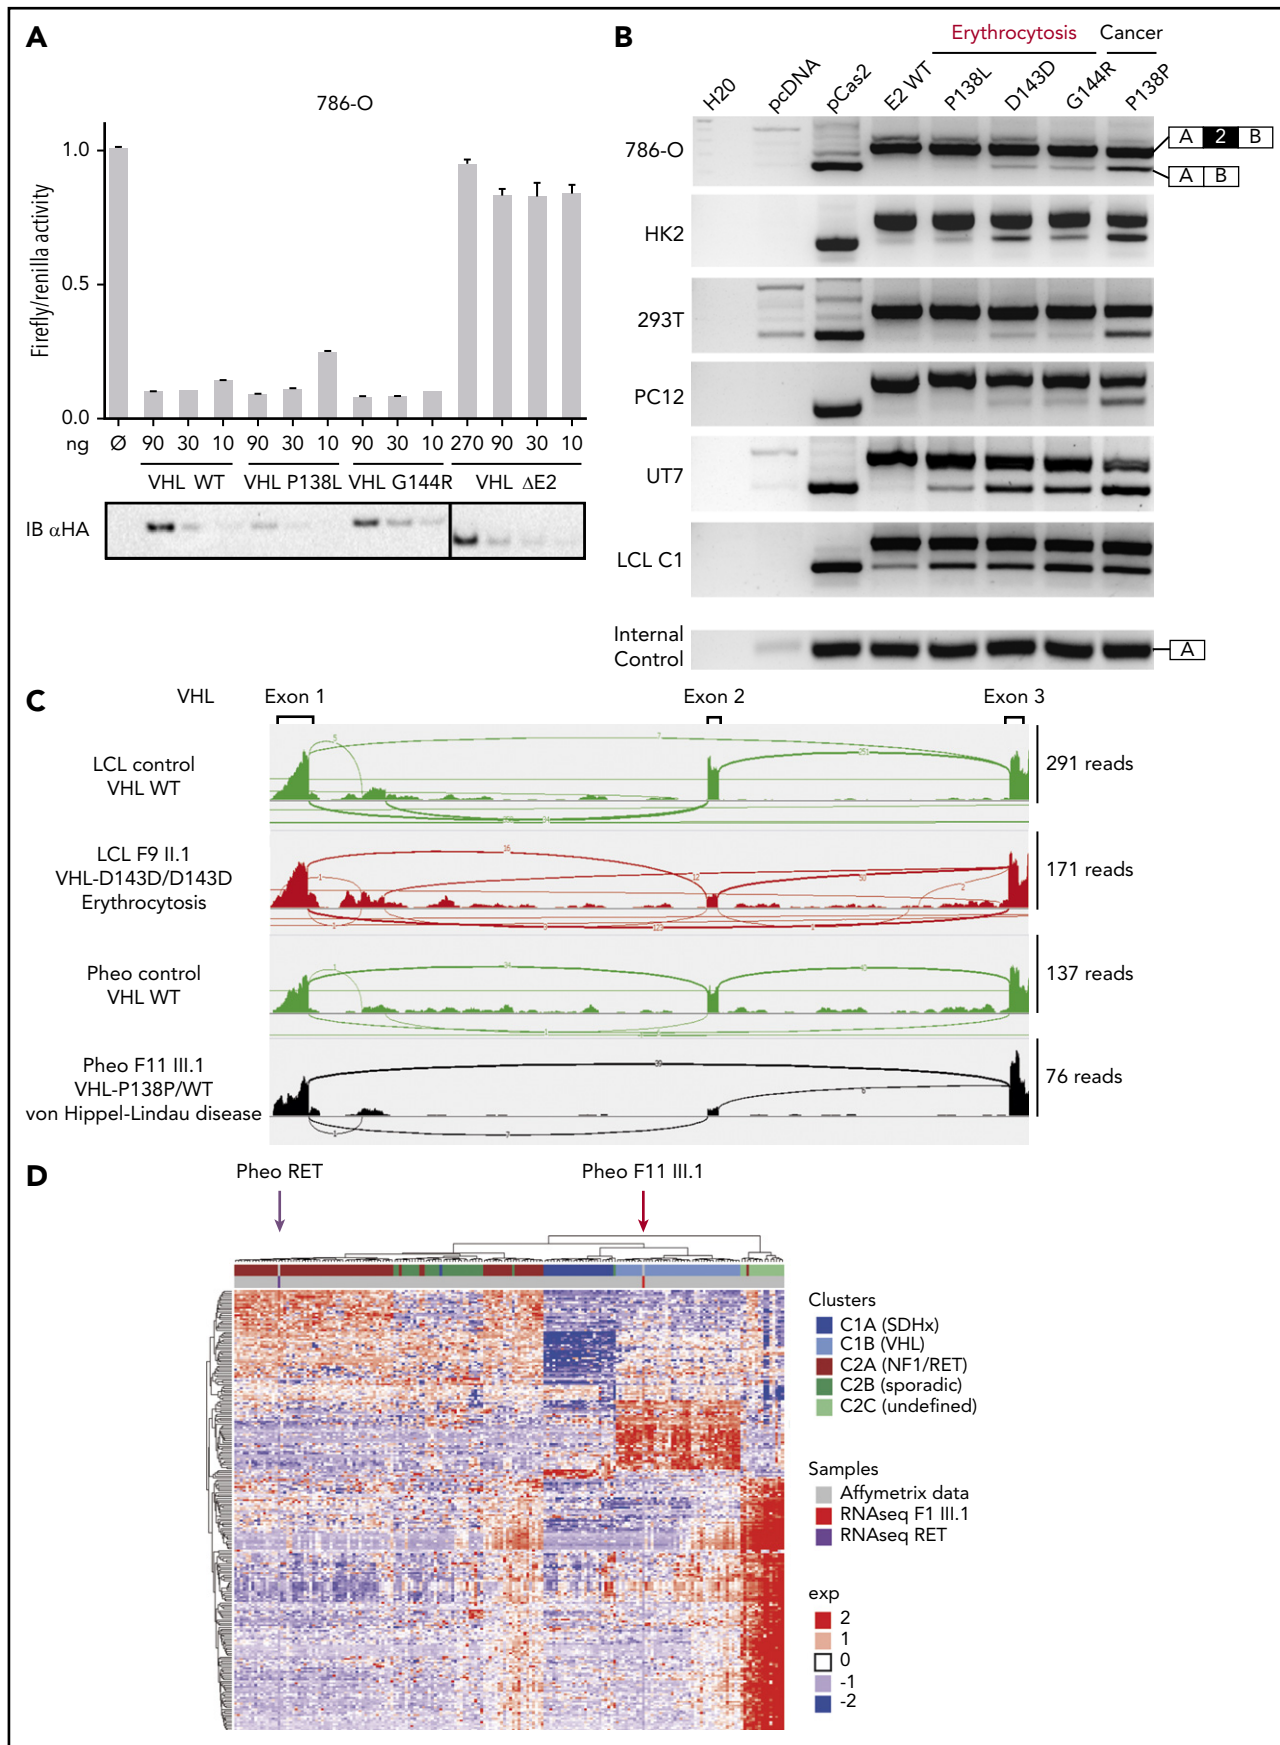 A
786-O
Firefly/renilla activity
1.0
0.5
0.0
ng Ø 90 30 10 90 30 10 90 30 10 270 90 30 10
VHL WT VHL P138L VHL G144R VHL ΔE2
IB αHA
B
Erythrocytosis Cancer
H20 pcDNA pCas2 E2 WT P138L D143D G144R P138P
786-O
A 2 B
A B
HK2
293T
PC12
UT7
LCL C1
Internal
Control
A
C
VHL Exon 1 Exon 2 Exon 3
LCL control
VHL WT
291 reads
LCL F9 II.1
VHL-D143D/D143D
Erythrocytosis
171 reads
Pheo control
VHL WT
137 reads
Pheo F11 III.1
VHL-P138P/WT
von Hippel-Lindau disease
76 reads
D
Pheo RET Pheo F11 III.1
Clusters
C1A (SDHx)
C1B (VHL)
C2A (NF1/RET)
C2B (sporadic)
C2C (undefined)
Samples
Affymetrix data
RNAseq F1 III.1
RNAseq RET
exp
2
1
0
-1
-2